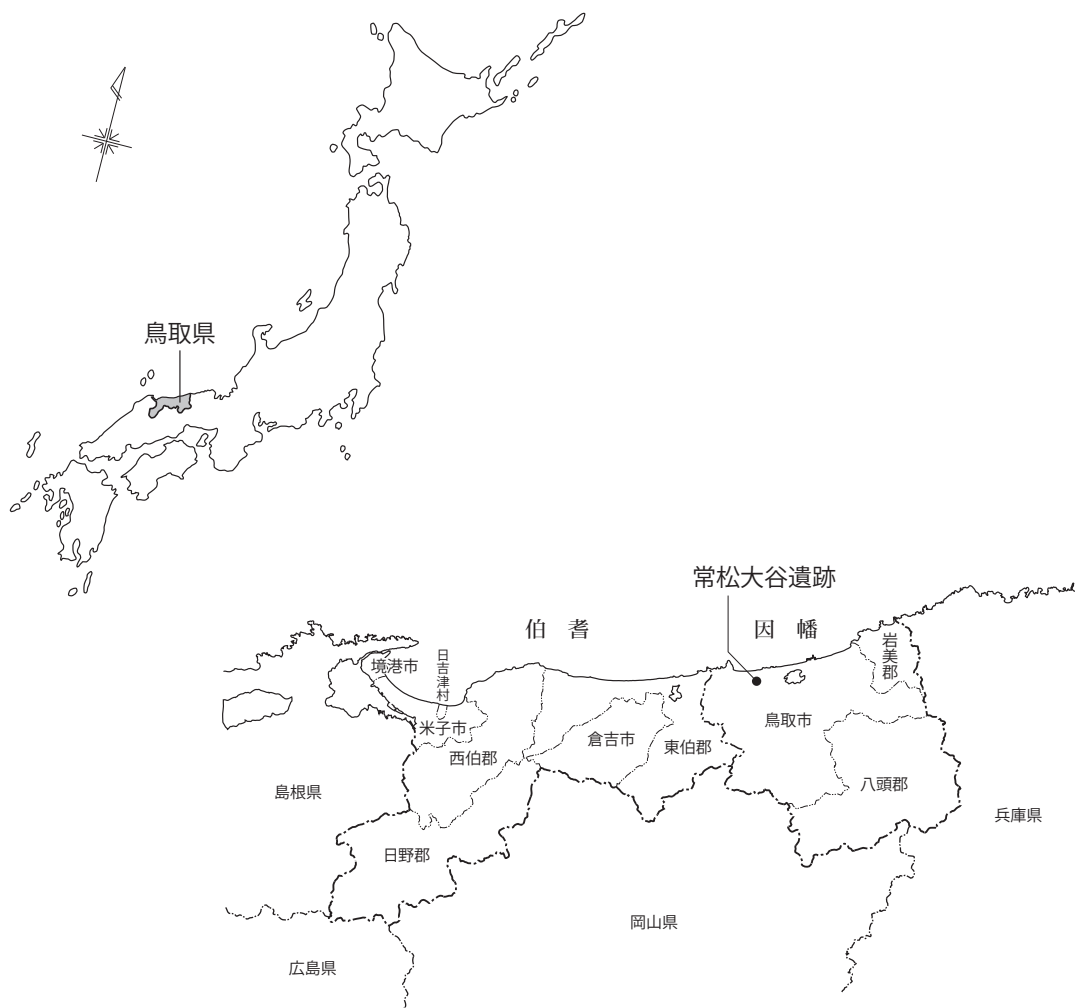 鳥取県
常松大谷遺跡
伯耆
因幡
岩美郡
境港市
日吉津村
米子市
西伯郡
倉吉市
東伯郡
鳥取市
八頭郡
島根県
兵庫県
日野郡
岡山県
広島県